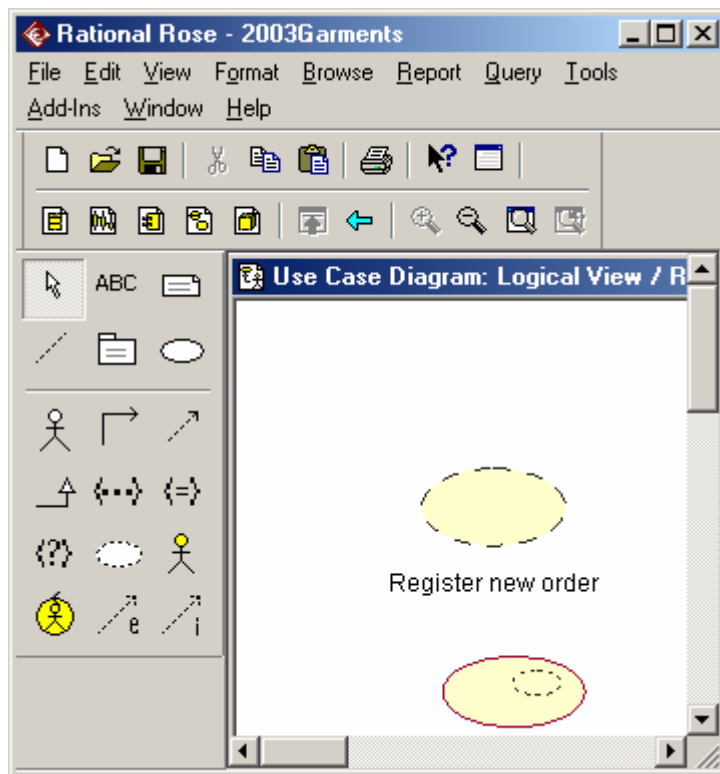 Rational Rose - 2003Garments
File Edit View Format Browse Report Query Tools
Add-Ins Window Help
ABC
Use Case Diagram: Logical View / R
{...} {=}
{?}
e i
Register new order